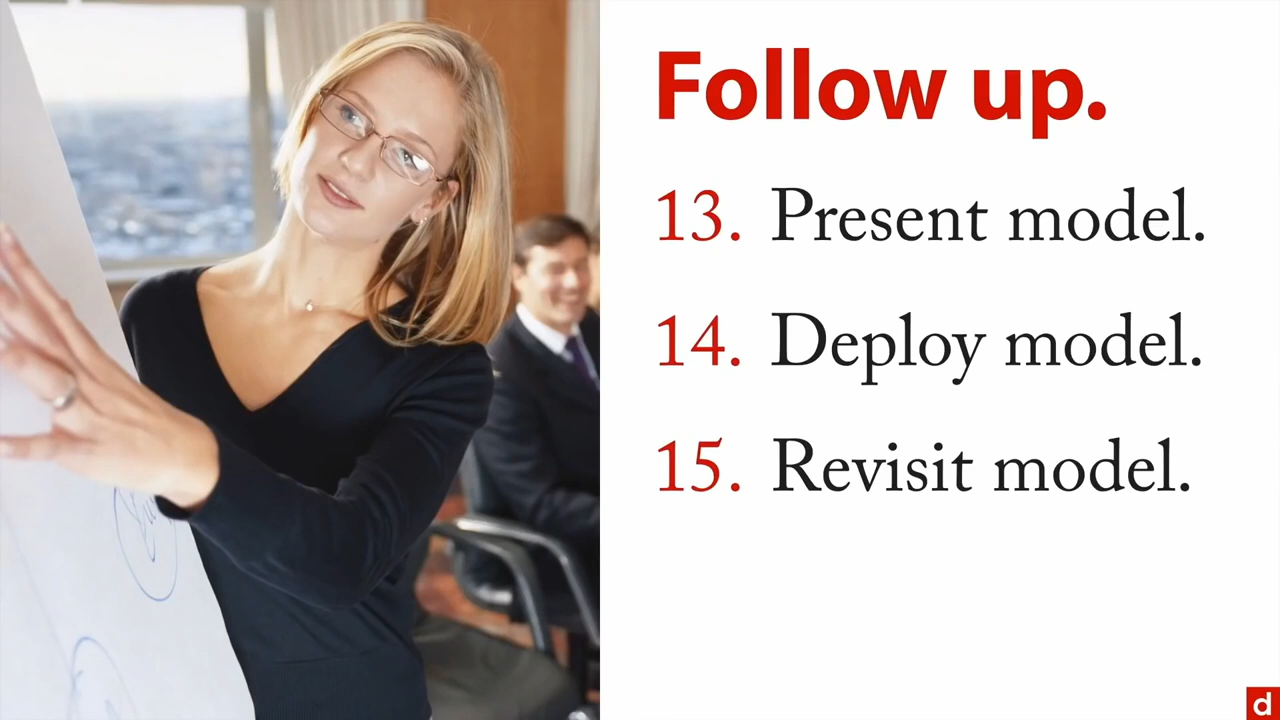 Follow up.
13. Present model.
14. Deploy model.
15. Revisit model.
d